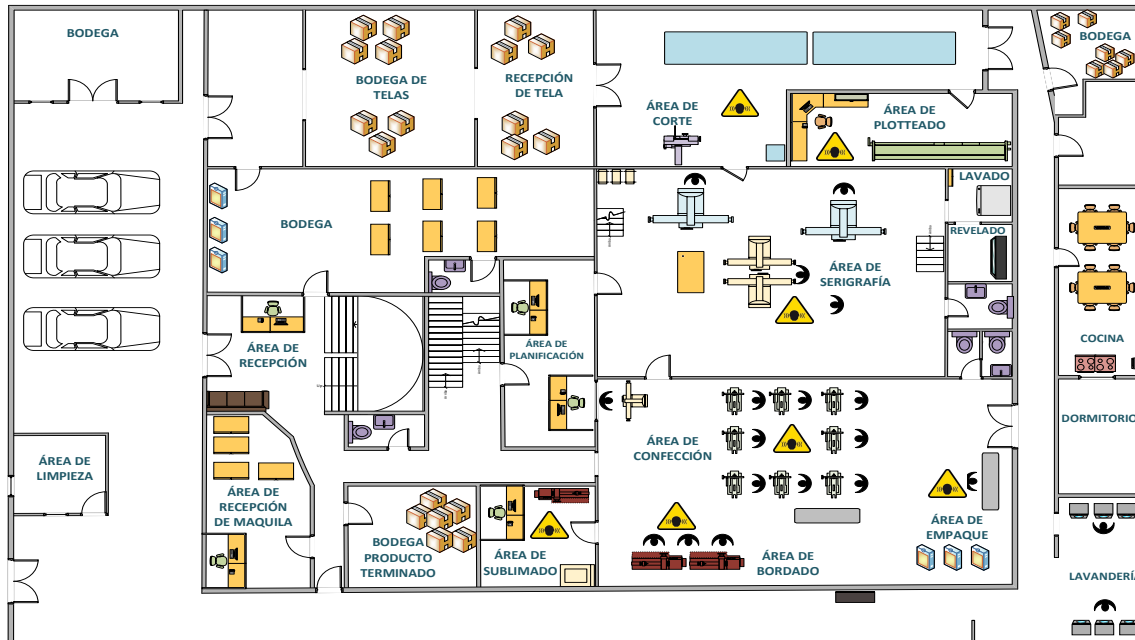 BODEGA
BODEGA DE
TELAS
RECEPCIÓN
DE TELA
ÁREA DE
CORTE
ÁREA DE
PLOTTEADO
BODEGA
BODEGA
LAVADO
REVELADO
ÁREA DE
SERIGRAFÍA
ÁREA DE
RECEPCIÓN
ÁREA DE
PLANIFICACIÓN
COCINA
DORMITORIO
ÁREA DE
LIMPIEZA
ÁREA DE
RECEPCIÓN
DE MAQUILA
ÁREA DE
CONFECCIÓN
BODEGA
PRODUCTO
TERMINADO
ÁREA DE
SUBLIMADO
ÁREA DE
BORDADO
ÁREA DE
EMPAQUE
LAVANDERÍA